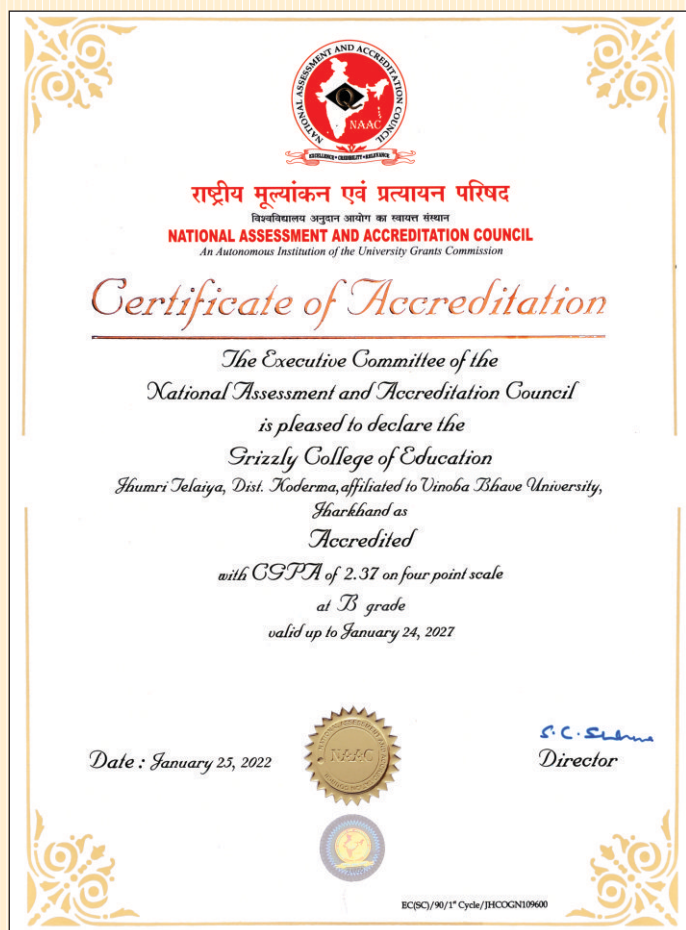 NATIONAL ASSESSMENT AND ACCREDITATION COUNCIL
NAAC
EXCELLENCE • CREDIBILITY • RELEVANCE
राष्ट्रीय मूल्यांकन एवं प्रत्यायन परिषद
विश्वविद्यालय अनुदान आयोग का स्वायत्त संस्थान
NATIONAL ASSESSMENT AND ACCREDITATION COUNCIL
An Autonomous Institution of the University Grants Commission
Certificate of Accreditation
The Executive Committee of the
National Assessment and Accreditation Council
is pleased to declare the
Grizzly College of Education
Jhumri Telaiya, Dist. Koderma, affiliated to Vinoba Bhave University,
Jharkhand as
Accredited
with CGPA of 2.37 on four point scale
at B grade
valid up to January 24, 2027
S. C. Sharma
Date : January 25, 2022
NAAC
Director
EC(SC)/90/1st Cycle/JHCOGN109600